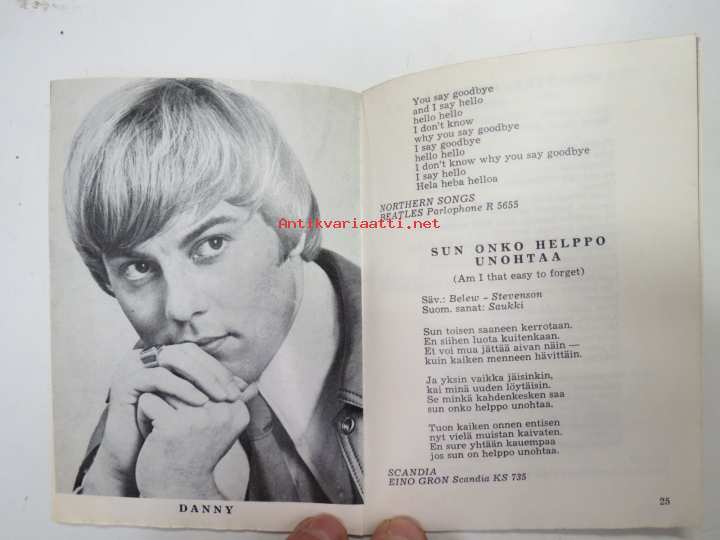 Antikvariaatti.net
DANNY
You say goodbye
and I say hello
hello hello
I don't know
why you say goodbye
I say goodbye
hello hello
I don't know why you say goodbye
I say hello
Hela heba helloa
NORTHERN SONGS
BEATLES Parlophone R 5655
SUN ONKO HELPPO
UNOHTAA
(Am I that easy to forget)
Säv.: Belew - Stevenson
Suom. sanat: Saukki
Sun toisen saaneen kerrotaan.
En siihen luota kuitenkaan.
Et voi mua jättää aivan näin —
kuin kaiken menneen hävittäin.
Ja yksin vaikka jäisinkin,
kai minä uuden löytäisin.
Se minkä kahdenkesken saa
sun onko helppo unohtaa.
Tuon kaiken onnen entisen
nyt vielä muistan kaivaten.
En sure yhtään kauempaa
jos sun on helppo unohtaa.
SCANDIA
EINO GRÖN Scandia KS 735
25